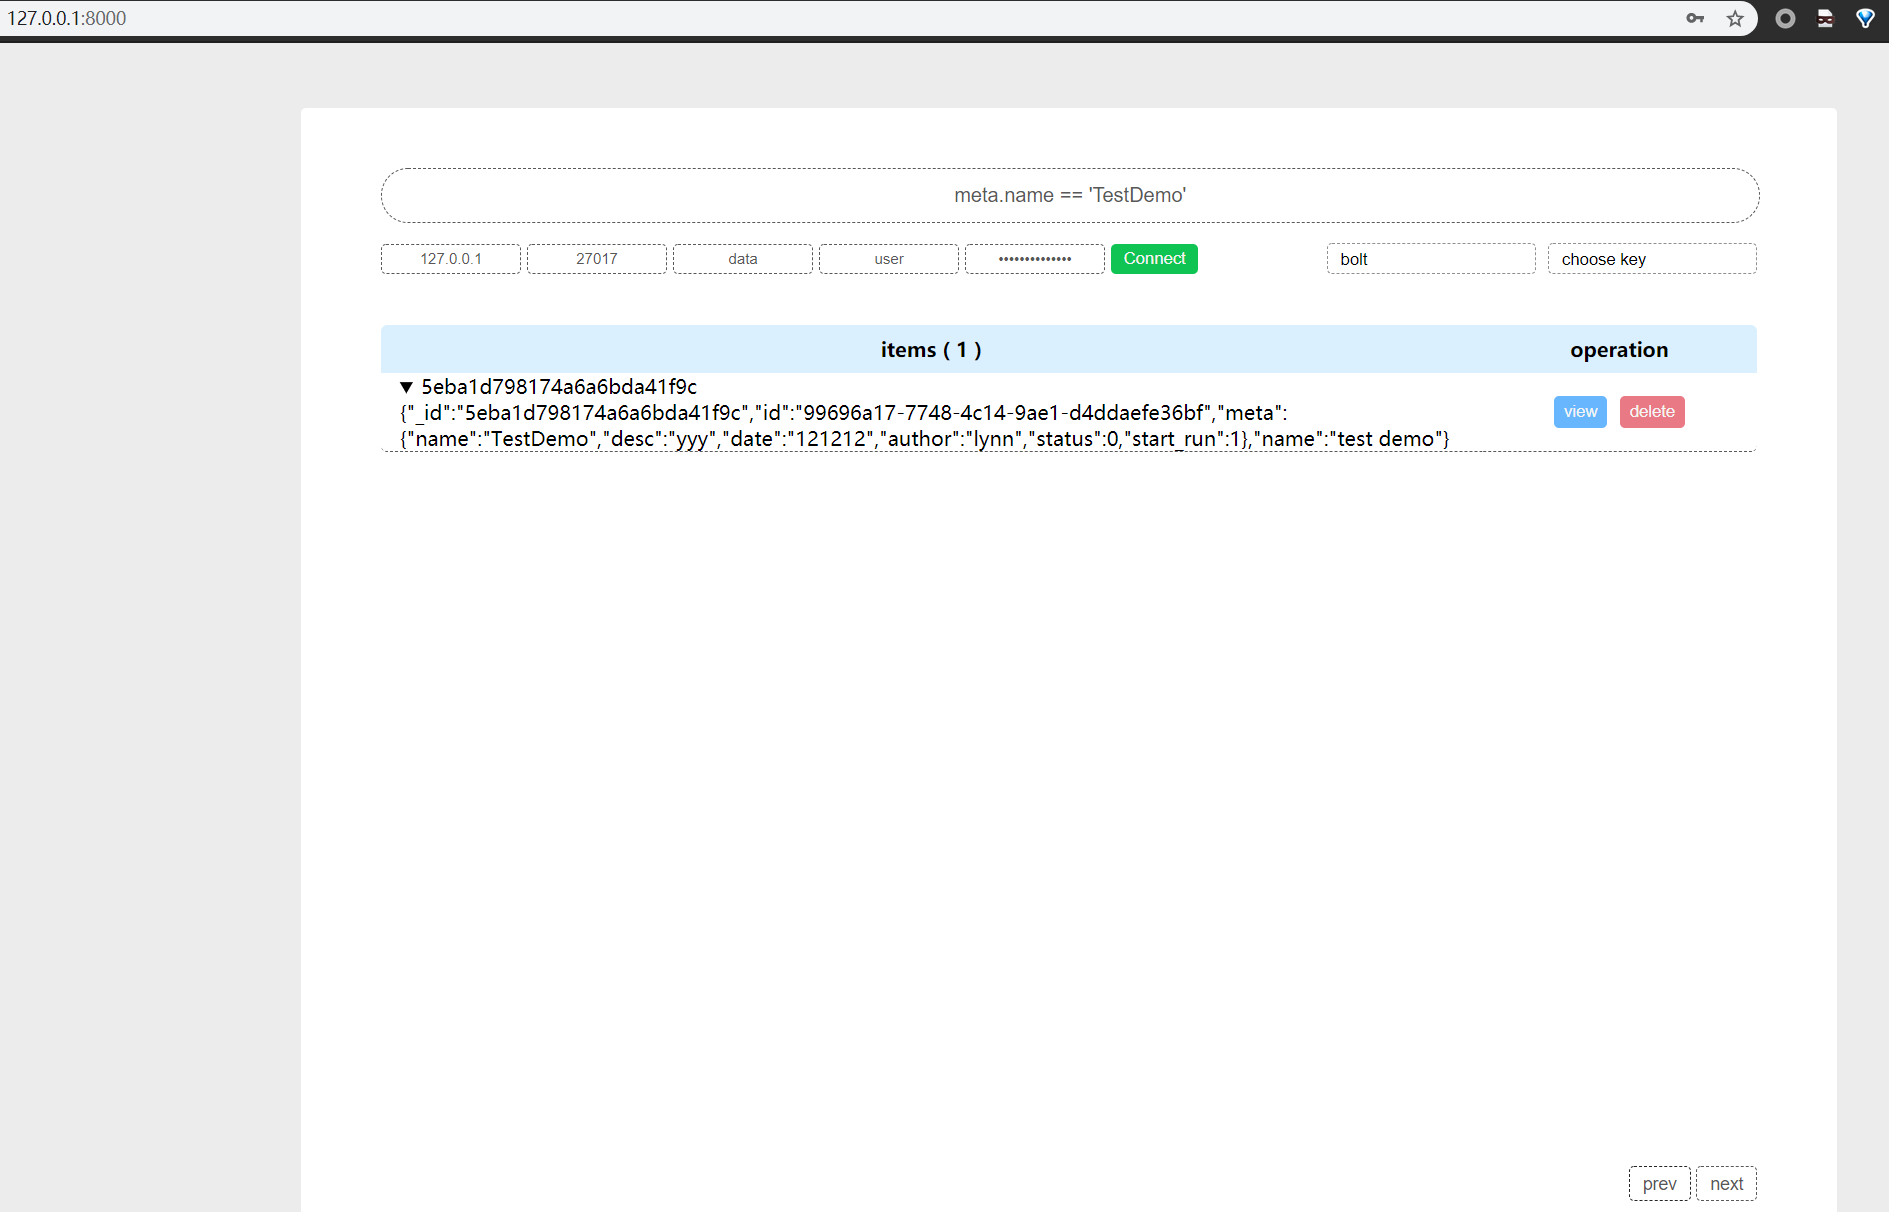 127.0.0.1:8000
meta.name == 'TestDemo'
127.0.0.1 27017 data user •••••••••••••• Connect bolt choose key
items ( 1 ) operation
▼ 5eba1d798174a6a6bda41f9c
{"_id":"5eba1d798174a6a6bda41f9c","id":"99696a17-7748-4c14-9ae1-d4ddaefe36bf","meta":
{"name":"TestDemo","desc":"yyy","date":"121212","author":"lynn","status":0,"start_run":1},"name":"test demo"}
view delete
prev next